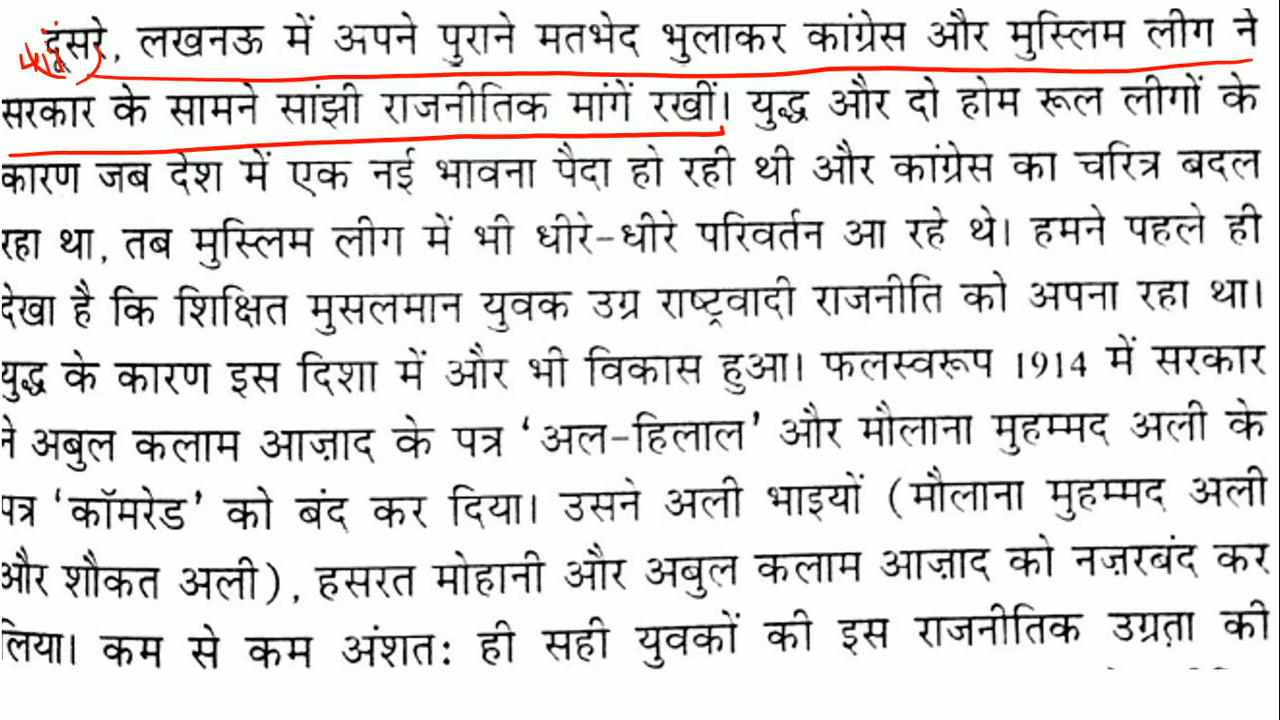 दूसरे, लखनऊ में अपने पुराने मतभेद भुलाकर कांग्रेस और मुस्लिम लीग ने
सरकार के सामने सांझी राजनीतिक मांगें रखीं। युद्ध और दो होम रूल लीगों के
कारण जब देश में एक नई भावना पैदा हो रही थी और कांग्रेस का चरित्र बदल
रहा था, तब मुस्लिम लीग में भी धीरे-धीरे परिवर्तन आ रहे थे। हमने पहले ही
देखा है कि शिक्षित मुसलमान युवक उग्र राष्ट्रवादी राजनीति को अपना रहा था।
युद्ध के कारण इस दिशा में और भी विकास हुआ। फलस्वरूप 1914 में सरकार
ने अबुल कलाम आज़ाद के पत्र ‘अल-हिलाल’ और मौलाना मुहम्मद अली के
पत्र ‘कॉमरेड’ को बंद कर दिया। उसने अली भाइयों (मौलाना मुहम्मद अली
और शौकत अली), हसरत मोहानी और अबुल कलाम आज़ाद को नज़रबंद कर
लिया। कम से कम अंशत: ही सही युवकों की इस राजनीतिक उग्रता की